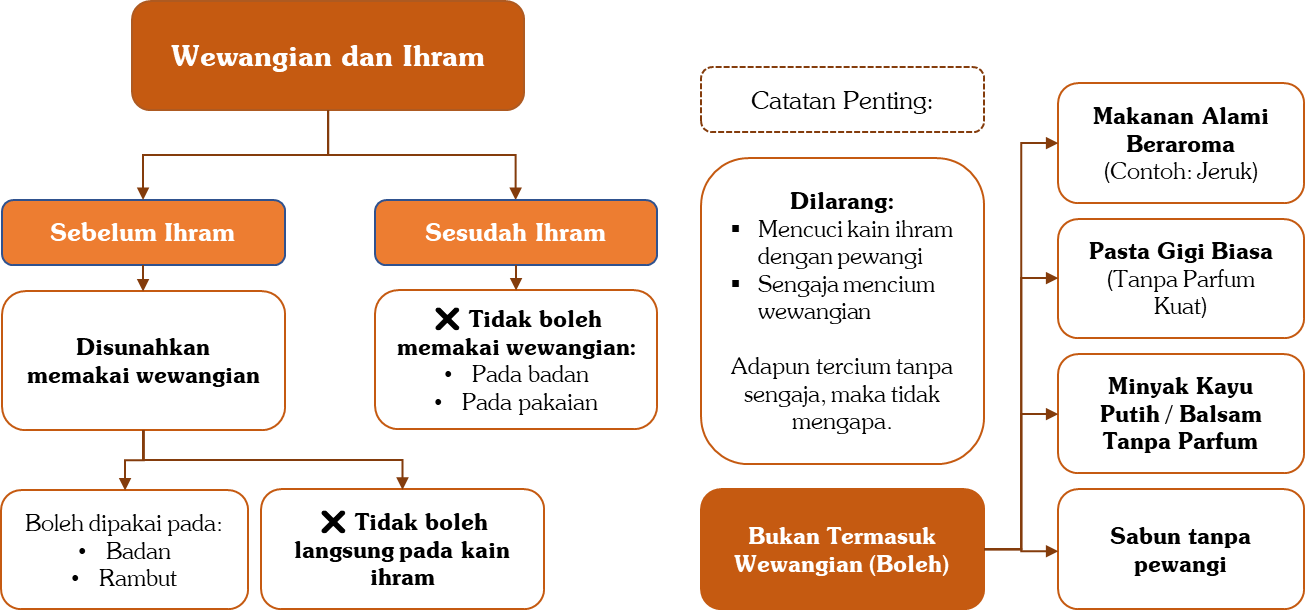 Wewangian dan Ihram
Sebelum Ihram
Sesudah Ihram
Disunahkan
memakai wewangian
❌ Tidak boleh
memakai wewangian:
• Pada badan
• Pada pakaian
Boleh dipakai pada:
• Badan
• Rambut
❌ Tidak boleh
langsung pada kain
ihram
Catatan Penting:
Dilarang:
▪ Mencuci kain ihram
dengan pewangi
▪ Sengaja mencium
wewangian
Adapun tercium tanpa
sengaja, maka tidak
mengapa.
Bukan Termasuk
Wewangian (Boleh)
Makanan Alami
Beraroma
(Contoh: Jeruk)
Pasta Gigi Biasa
(Tanpa Parfum
Kuat)
Minyak Kayu
Putih / Balsam
Tanpa Parfum
Sabun tanpa
pewangi